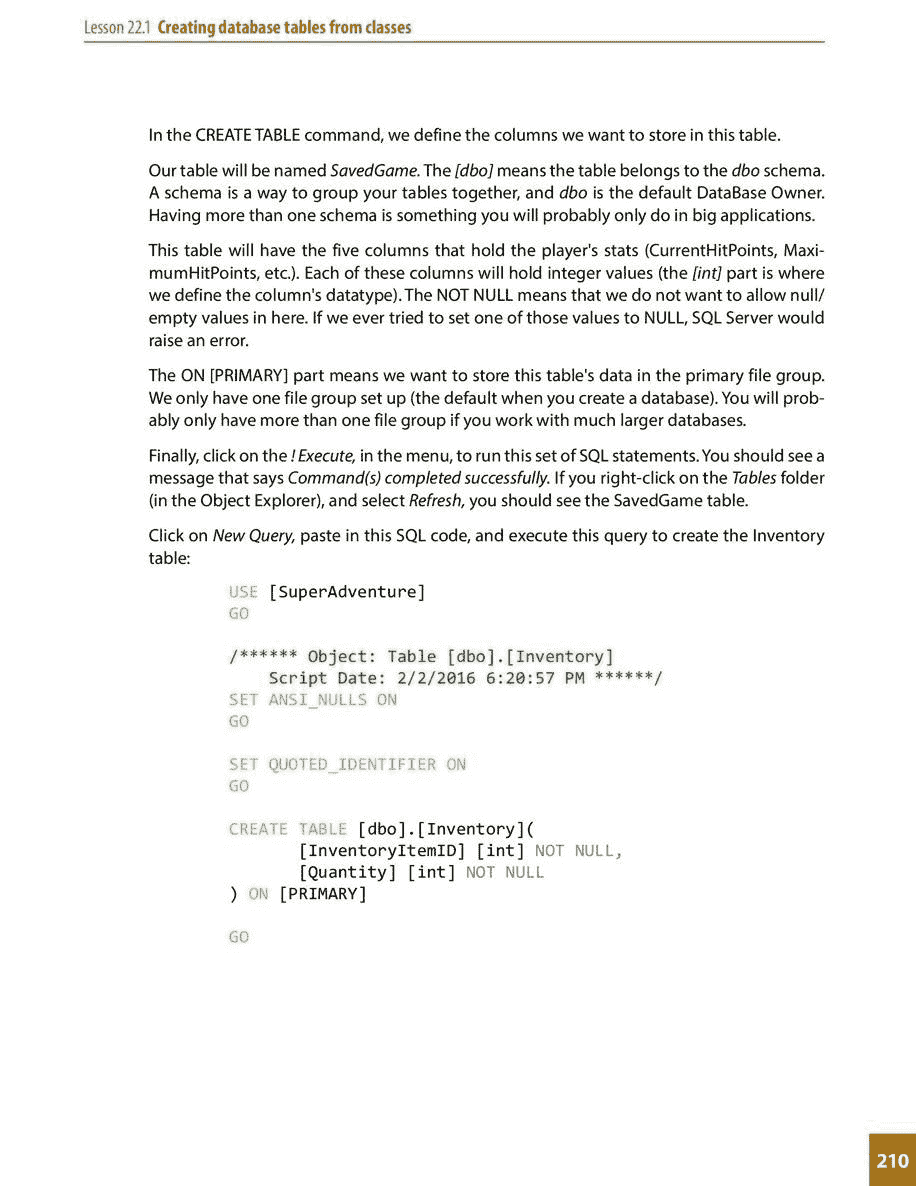 Lesson 22.1 Creating database tables from classes
In the CREATE TABLE command, we define the columns we want to store in this table.
Our table will be named SavedGame. The [dbo] means the table belongs to the dbo schema.
A schema is a way to group your tables together, and dbo is the default DataBase Owner.
Having more than one schema is something you will probably only do in big applications.
This table will have the five columns that hold the player's stats (CurrentHitPoints, Maxi-
mumHitPoints, etc.). Each of these columns will hold integer values (the [int] part is where
we define the column's datatype). The NOT NULL means that we do not want to allow null/
empty values in here. If we ever tried to set one of those values to NULL, SQL Server would
raise an error.
The ON [PRIMARY] part means we want to store this table's data in the primary file group.
We only have one file group set up (the default when you create a database). You will prob-
ably only have more than one file group if you work with much larger databases.
Finally, click on the ! Execute, in the menu, to run this set of SQL statements. You should see a
message that says Command(s) completed successfully. If you right-click on the Tables folder
(in the Object Explorer), and select Refresh, you should see the SavedGame table.
Click on New Query, paste in this SQL code, and execute this query to create the Inventory
table:
USE [SuperAdventure]
GO
/****** Object: Table [dbo].[Inventory]
Script Date: 2/2/2016 6:20:57 PM ******/
SET ANSI_NULLS ON
GO
SET QUOTED_IDENTIFIER ON
GO
CREATE TABLE [dbo].[Inventory](
[InventoryItemID] [int] NOT NULL,
[Quantity] [int] NOT NULL
) ON [PRIMARY]
GO
210